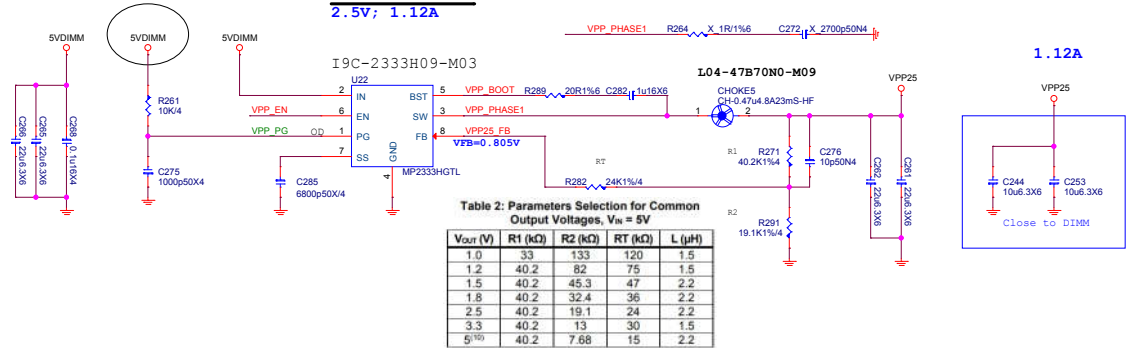 2.5V; 1.12A
5VDIMM
5VDIMM
5VDIMM
C266
22u6.3X6
C265
22u6.3X6
C268
0.1u16X4
R261
10K/4
C275
1000p50X4
VPP_EN
VPP_PG
OD
C285
6800p50X/4
I9C-2333H09-M03
U22
2
IN
6
EN
1
PG
7
SS
GND
4
BST
5
SW
3
FB
8
MP2333HGTL
VPP_BOOT
VPP_PHASE1
VPP25_FB
VFB=0.805V
R289
20R1%6
C282
1u16X6
VPP_PHASE1
R264
X_1R/1%6
C272
X_2700p50N4
L04-47B70N0-M09
CHOKE5
CH-0.47u4.8A23mS-HF
1
2
VPP25
RT
R282
24K1%/4
R1
R271
40.2K1%/4
C276
10p50N4
R2
R291
19.1K1%/4
C262
22u6.3X6
C261
22u6.3X6
1.12A
VPP25
C244
10u6.3X6
C253
10u6.3X6
Close to DIMM
Table 2: Parameters Selection for Common
Output Voltages, VIN = 5V
VOUT (V) R1 (kΩ) R2 (kΩ) RT (kΩ) L (µH)
1.0 33 133 120 1.5
1.2 40.2 82 75 1.5
1.5 40.2 45.3 47 2.2
1.8 40.2 32.4 36 2.2
2.5 40.2 19.1 24 2.2
3.3 40.2 13 30 1.5
5(10) 40.2 7.68 15 2.2